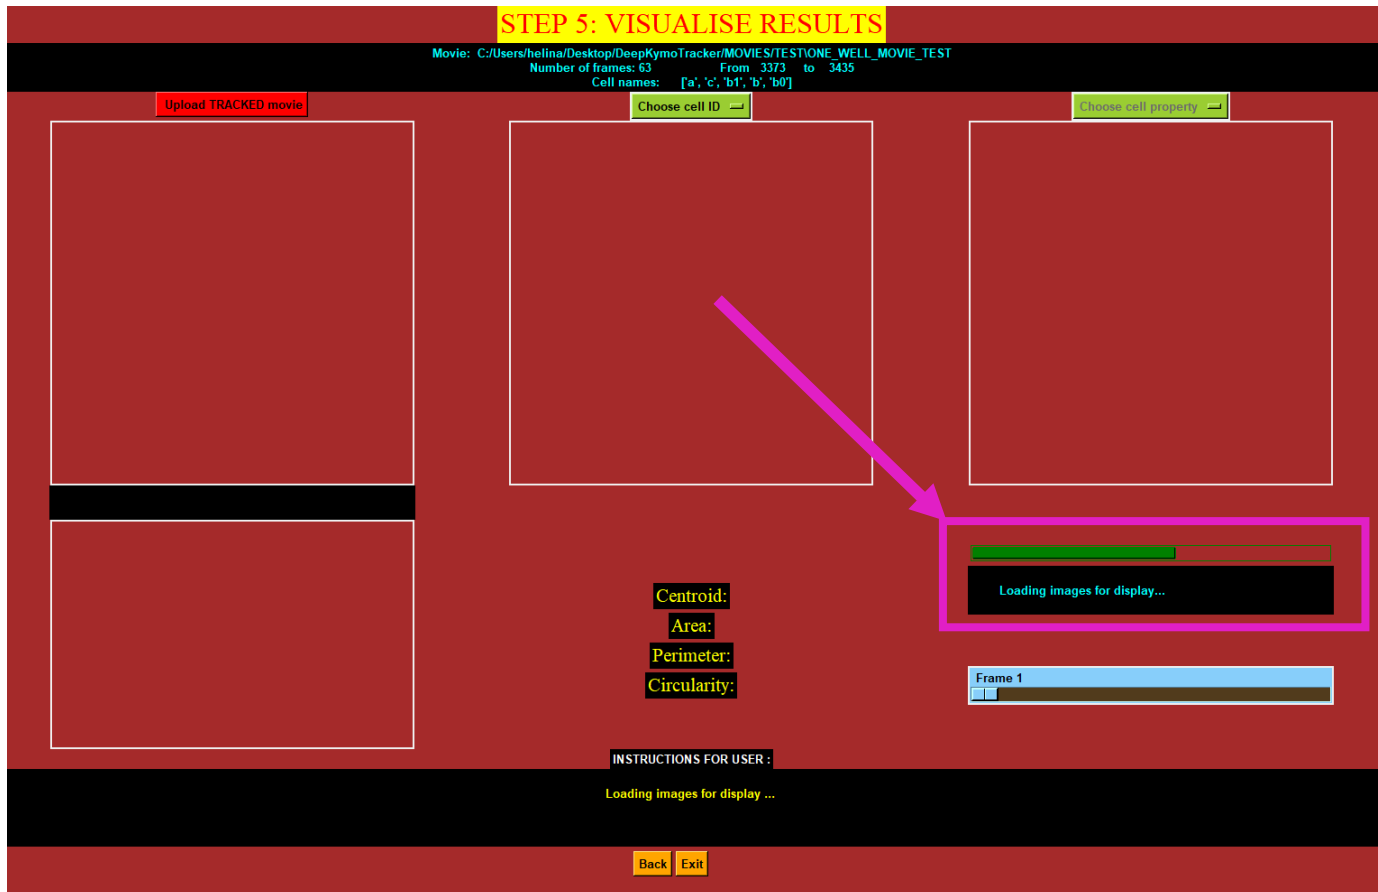 STEP 5: VISUALISE RESULTS
Movie: C:/Users/helina/Desktop/DeepKymoTracker/MOVIES/TEST\ONE_WELL_MOVIE_TEST
Number of frames: 63 From 3373 to 3435
Cell names: ['a', 'c', 'b1', 'b', 'b0']
Upload TRACKED movie
Choose cell ID
Choose cell property
Centroid:
Area:
Perimeter:
Circularity:
Loading images for display...
Frame 1
INSTRUCTIONS FOR USER :
Loading images for display ...
Back Exit